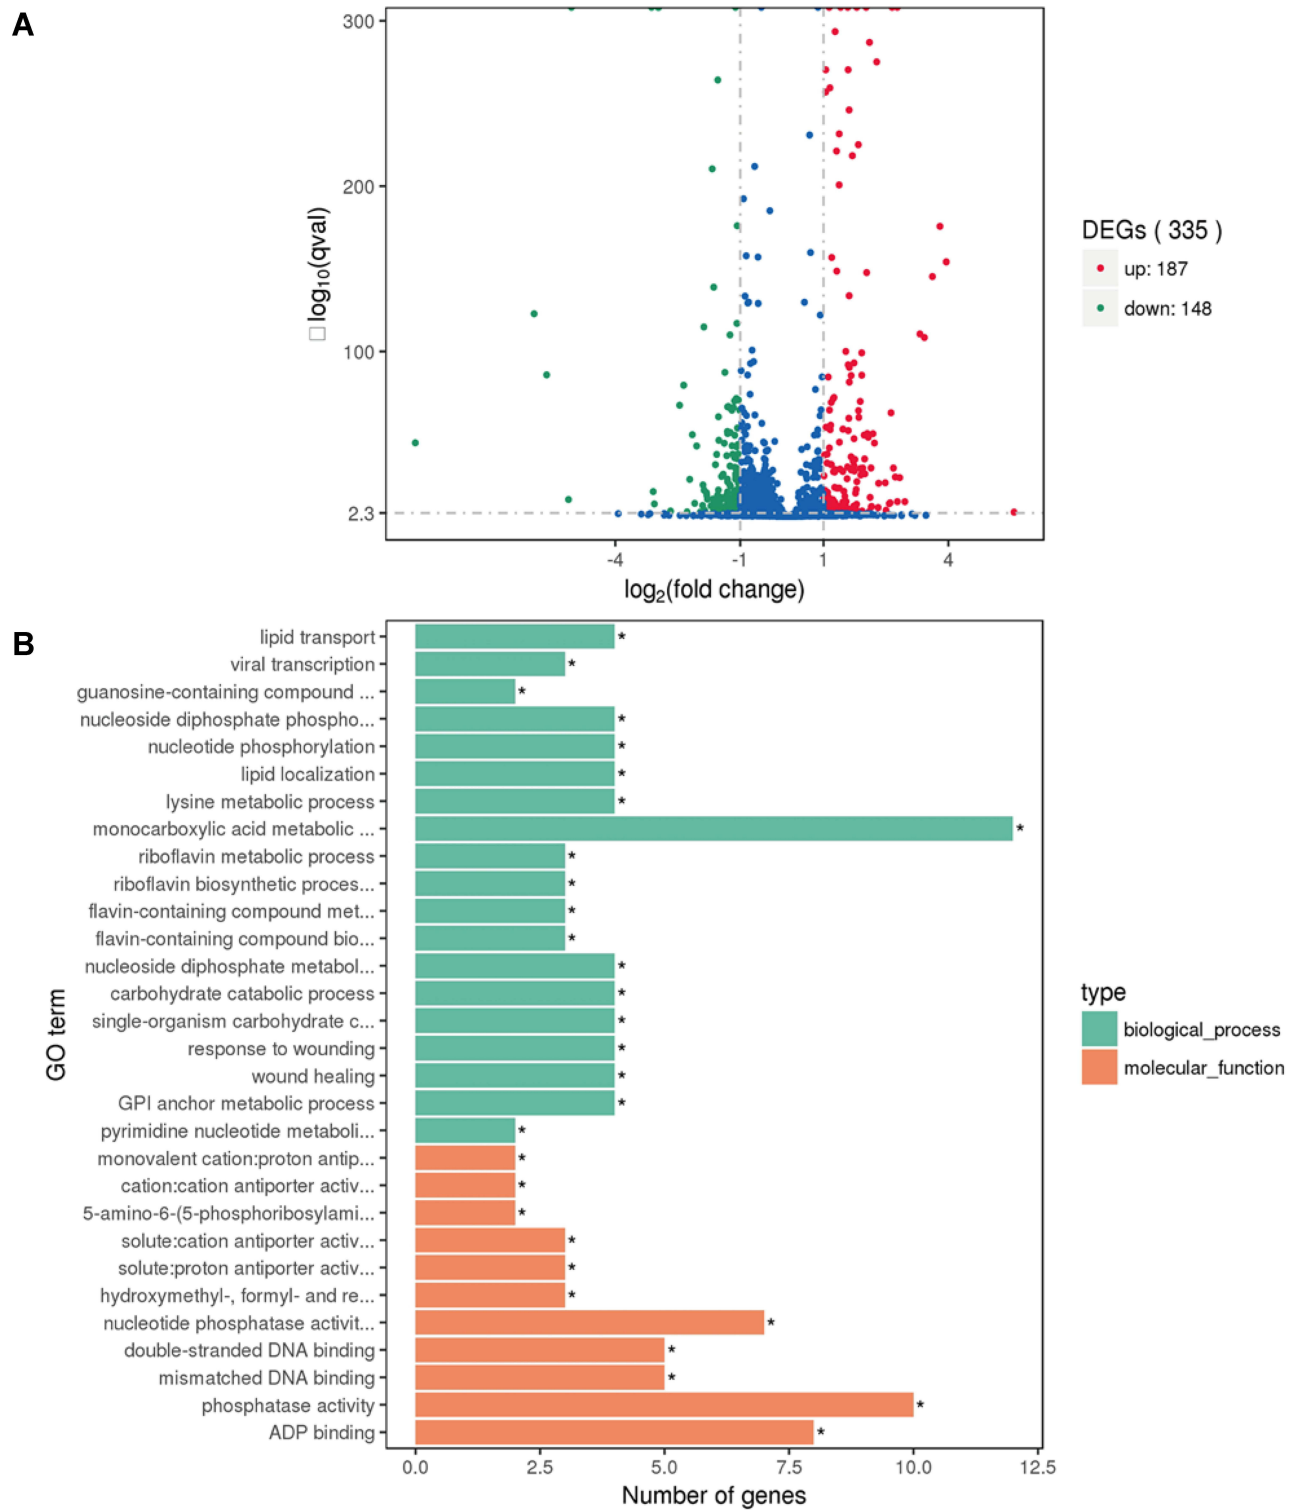 A
300
200
100
2.3
□ log10(qval)
-4
-1
1
4
log2(fold change)
DEGs ( 335 )
up: 187
down: 148
B
lipid transport
*
viral transcription
*
guanosine-containing compound ...
*
nucleoside diphosphate phospho...
*
nucleotide phosphorylation
*
lipid localization
*
lysine metabolic process
*
monocarboxylic acid metabolic ...
*
riboflavin metabolic process
*
riboflavin biosynthetic proces...
*
flavin-containing compound met...
*
flavin-containing compound bio...
*
nucleoside diphosphate metabol...
*
carbohydrate catabolic process
*
single-organism carbohydrate c...
*
response to wounding
*
wound healing
*
GPI anchor metabolic process
*
pyrimidine nucleotide metaboli...
*
monovalent cation:proton antip...
*
cation:cation antiporter activ...
*
5-amino-6-(5-phosphoribosylami...
*
solute:cation antiporter activ...
*
solute:proton antiporter activ...
*
hydroxymethyl-, formyl- and re...
*
nucleotide phosphatase activit...
*
double-stranded DNA binding
*
mismatched DNA binding
*
phosphatase activity
*
ADP binding
*
GO term
0.0
2.5
5.0
7.5
10.0
12.5
Number of genes
type
biological_process
molecular_function